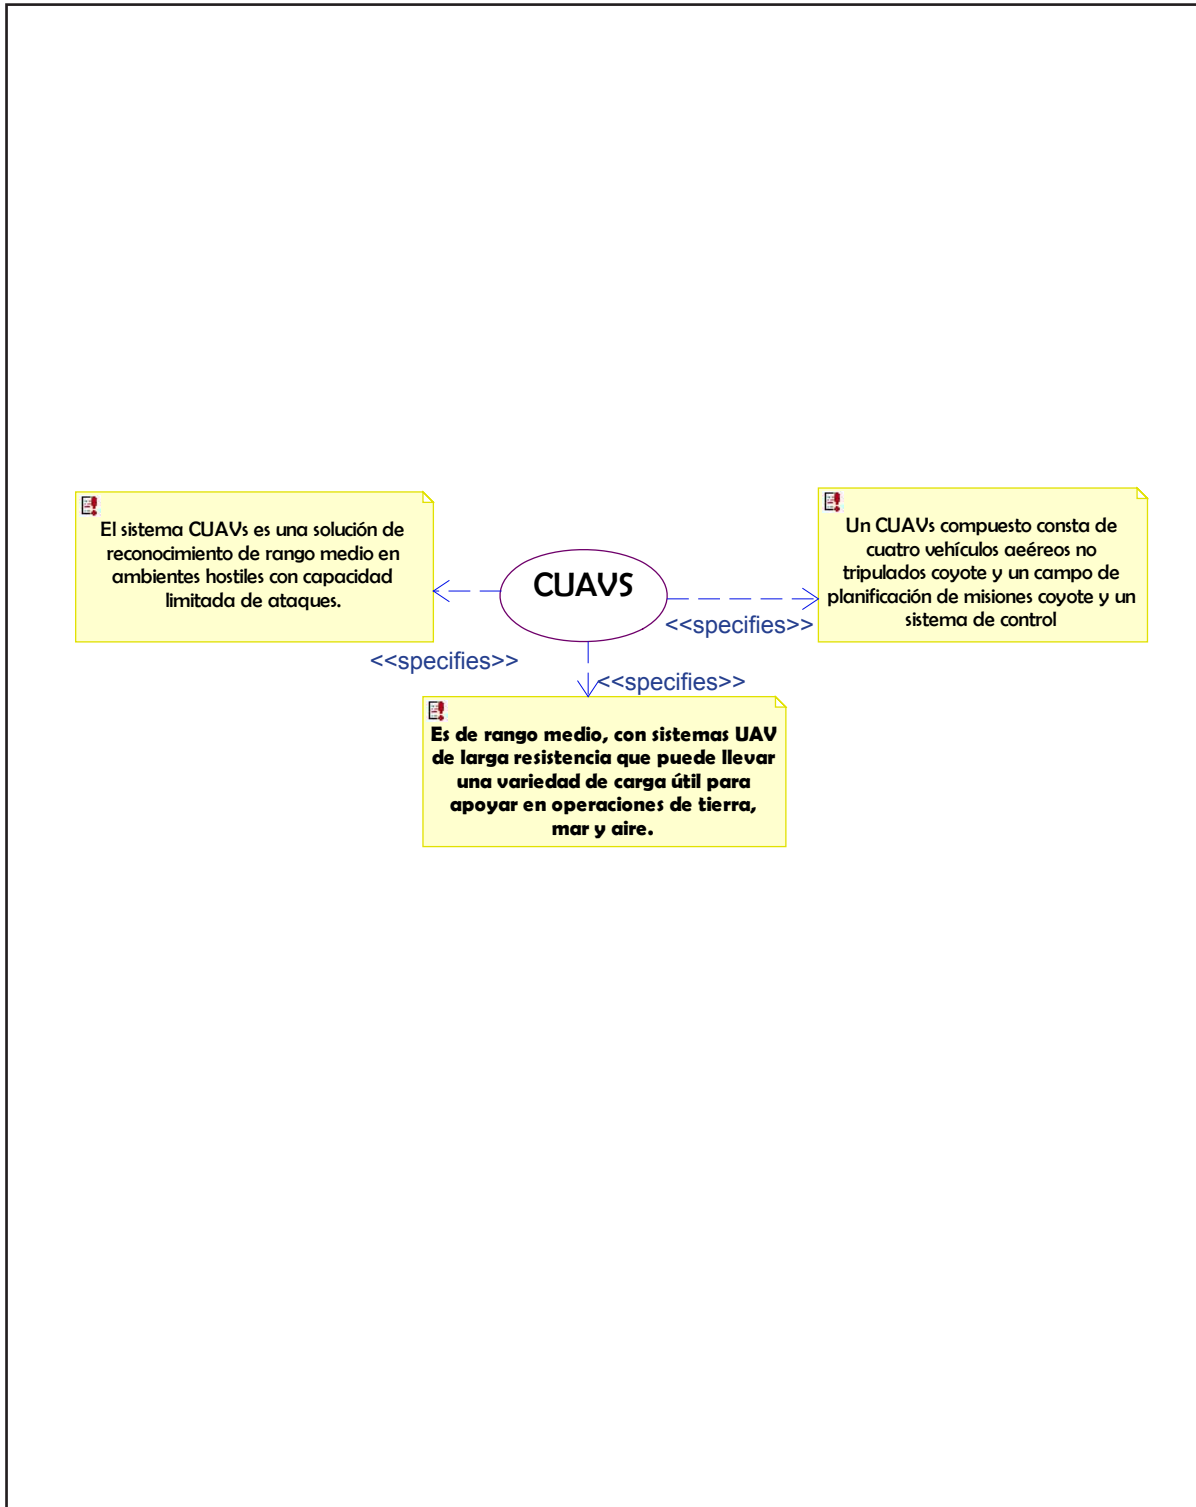 El sistema CUAVs es una solución de
reconocimiento de rango medio en
ambientes hostiles con capacidad
limitada de ataques.
CUAVS
Un CUAVs compuesto consta de
cuatro vehículos aeéreos no
tripulados coyote y un campo de
planificación de misiones coyote y un
sistema de control
<<specifies>>
<<specifies>>
<<specifies>>
Es de rango medio, con sistemas UAV
de larga resistencia que puede llevar
una variedad de carga útil para
apoyar en operaciones de tierra,
mar y aire.